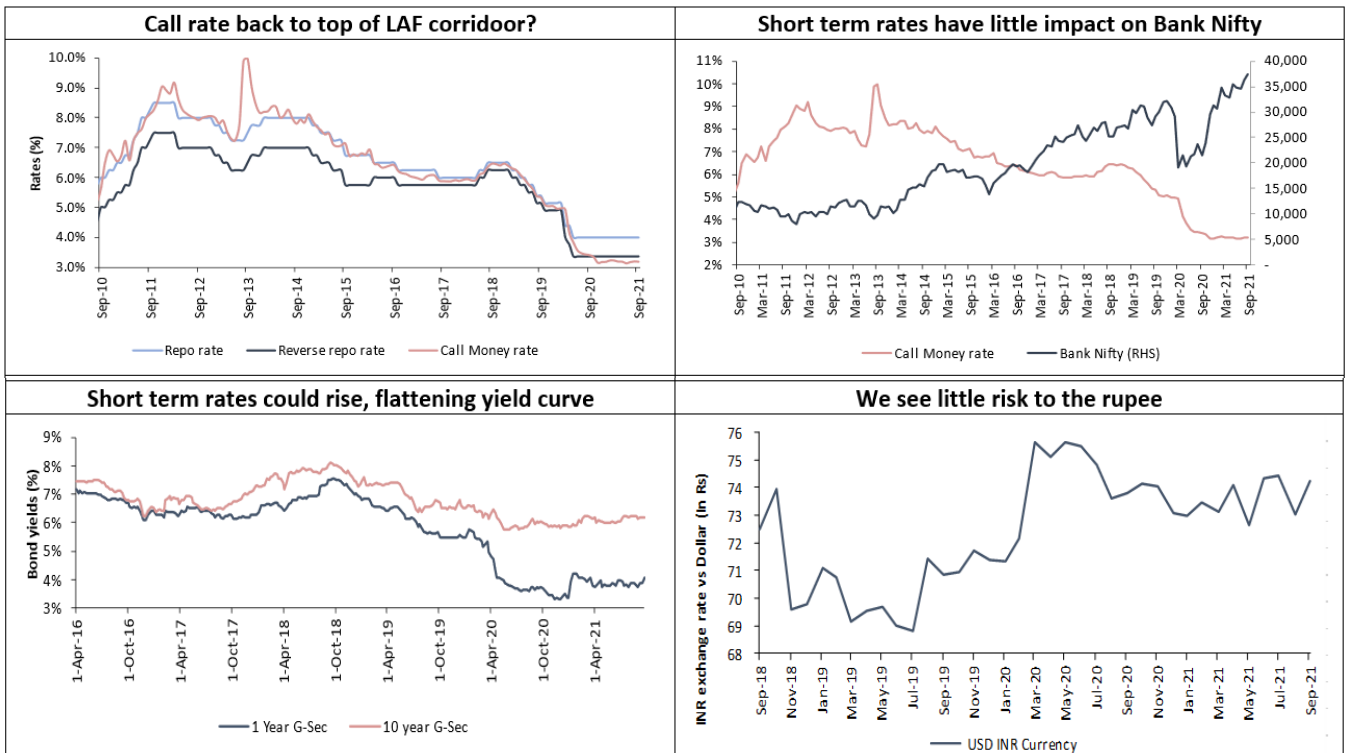 Call rate back to top of LAF corridoor?
Rates (%)
10.0%
9.0%
8.0%
7.0%
6.0%
5.0%
4.0%
3.0%
Sep-10
Sep-11
Sep-12
Sep-13
Sep-14
Sep-15
Sep-16
Sep-17
Sep-18
Sep-19
Sep-20
Sep-21
Repo rate
Reverse repo rate
Call Money rate
Short term rates have little impact on Bank Nifty
11%
10%
9%
8%
7%
6%
5%
4%
3%
2%
40,000
35,000
30,000
25,000
20,000
15,000
10,000
5,000
-
Sep-10
Mar-11
Sep-11
Mar-12
Sep-12
Mar-13
Sep-13
Mar-14
Sep-14
Mar-15
Sep-15
Mar-16
Sep-16
Mar-17
Sep-17
Mar-18
Sep-18
Mar-19
Sep-19
Mar-20
Sep-20
Mar-21
Sep-21
Call Money rate
Bank Nifty (RHS)
Short term rates could rise, flattening yield curve
Bond yields (%)
9%
8%
7%
6%
5%
4%
3%
1-Apr-16
1-Oct-16
1-Apr-17
1-Oct-17
1-Apr-18
1-Oct-18
1-Apr-19
1-Oct-19
1-Apr-20
1-Oct-20
1-Apr-21
1 Year G-Sec
10 year G-Sec
We see little risk to the rupee
INR exchange rate vs Dollar (In Rs)
76
75
74
73
72
71
70
69
68
Sep-18
Nov-18
Jan-19
Mar-19
May-19
Jul-19
Sep-19
Nov-19
Jan-20
Mar-20
May-20
Jul-20
Sep-20
Nov-20
Jan-21
Mar-21
May-21
Jul-21
Sep-21
USD INR Currency